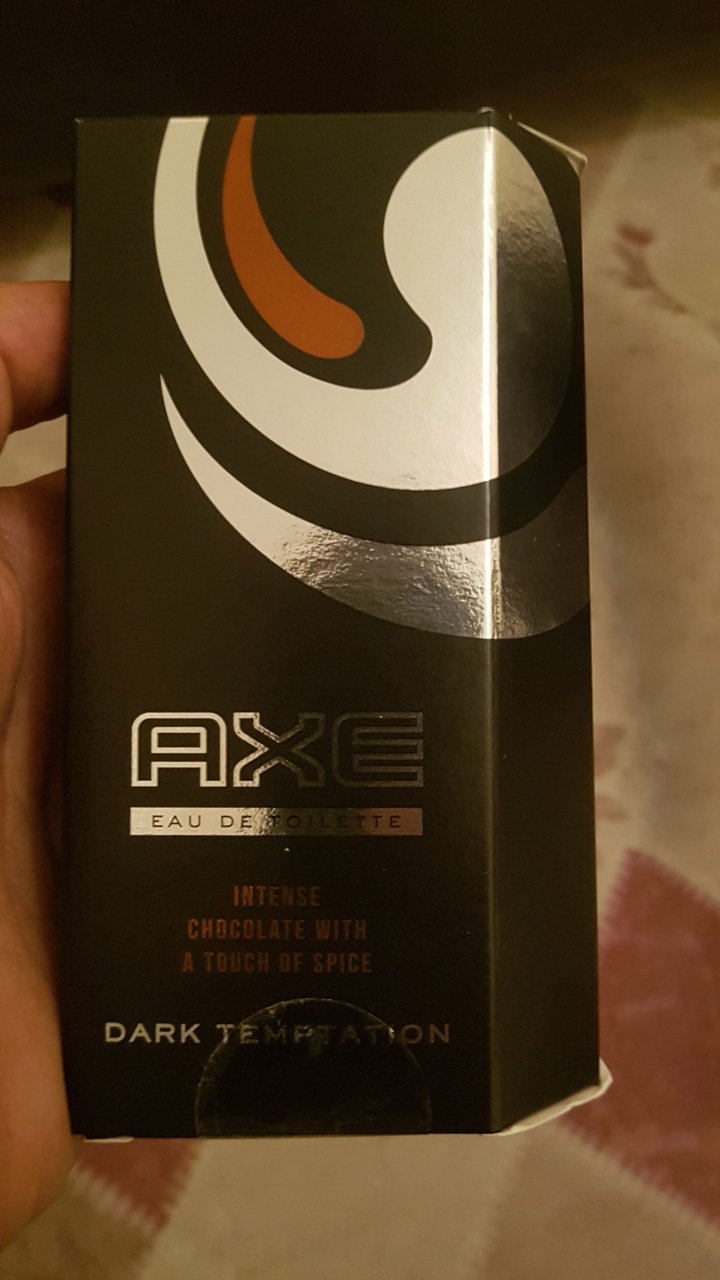 AXE
EAU DE TOILETTE
INTENSE
CHOCOLATE WITH
A TOUCH OF SPICE
DARK TEMPTATION